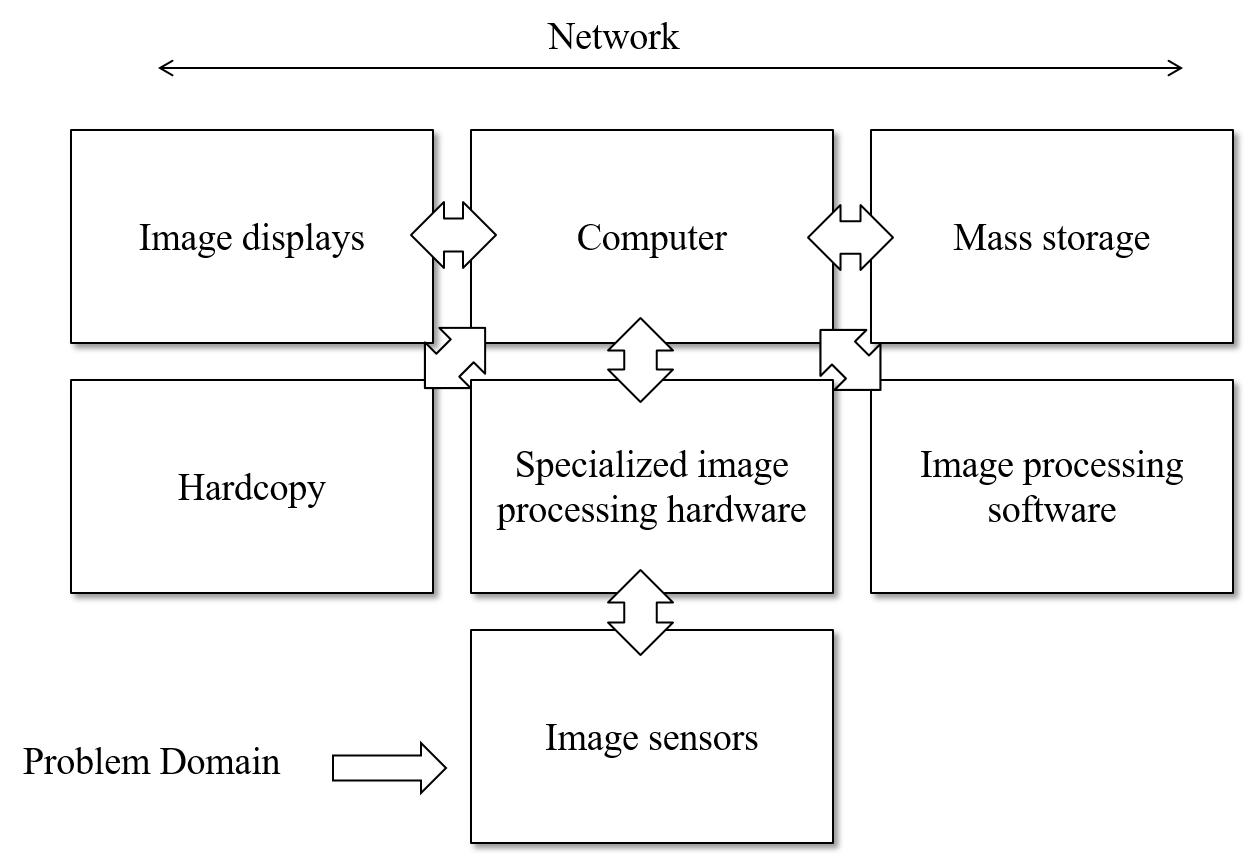 Network
Image displays
Computer
Mass storage
Hardcopy
Specialized image
processing hardware
Image processing
software
Image sensors
Problem Domain